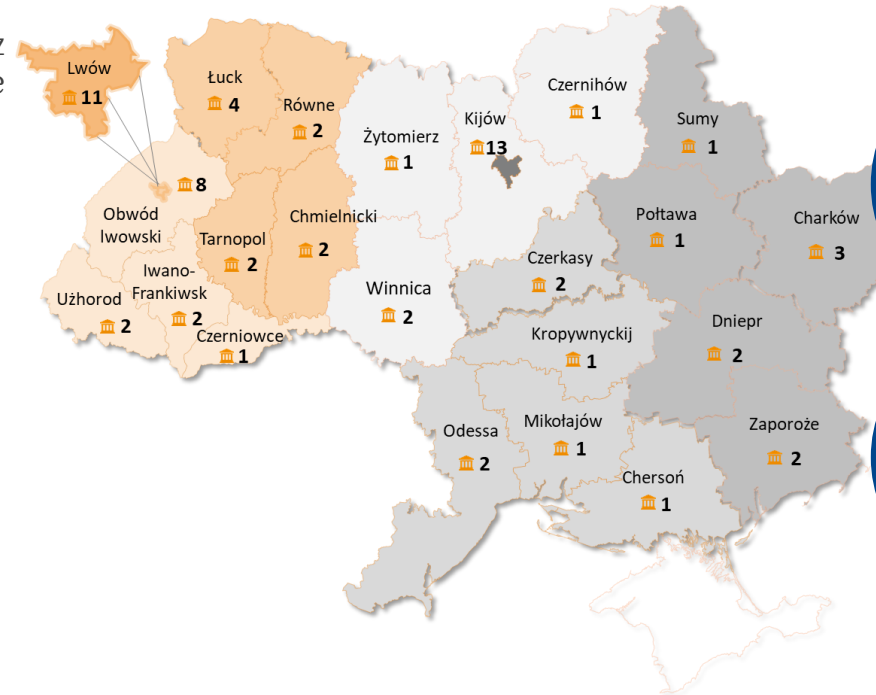 z
e
Lwów
11
Łuck
4
Równe
2
Żytomierz
1
Kijów
13
Czernihów
1
Sumy
1
8
Obwód
lwowski
Tarnopol
2
Chmielnicki
2
Połtawa
1
Charków
3
Czerkasy
2
Użhorod
2
Iwano-
Frankiwsk
2
Czerniowce
1
Winnica
2
Kropywnyckij
1
Dniepr
2
Odessa
2
Mikołajów
1
Zaporoże
2
Chersoń
1